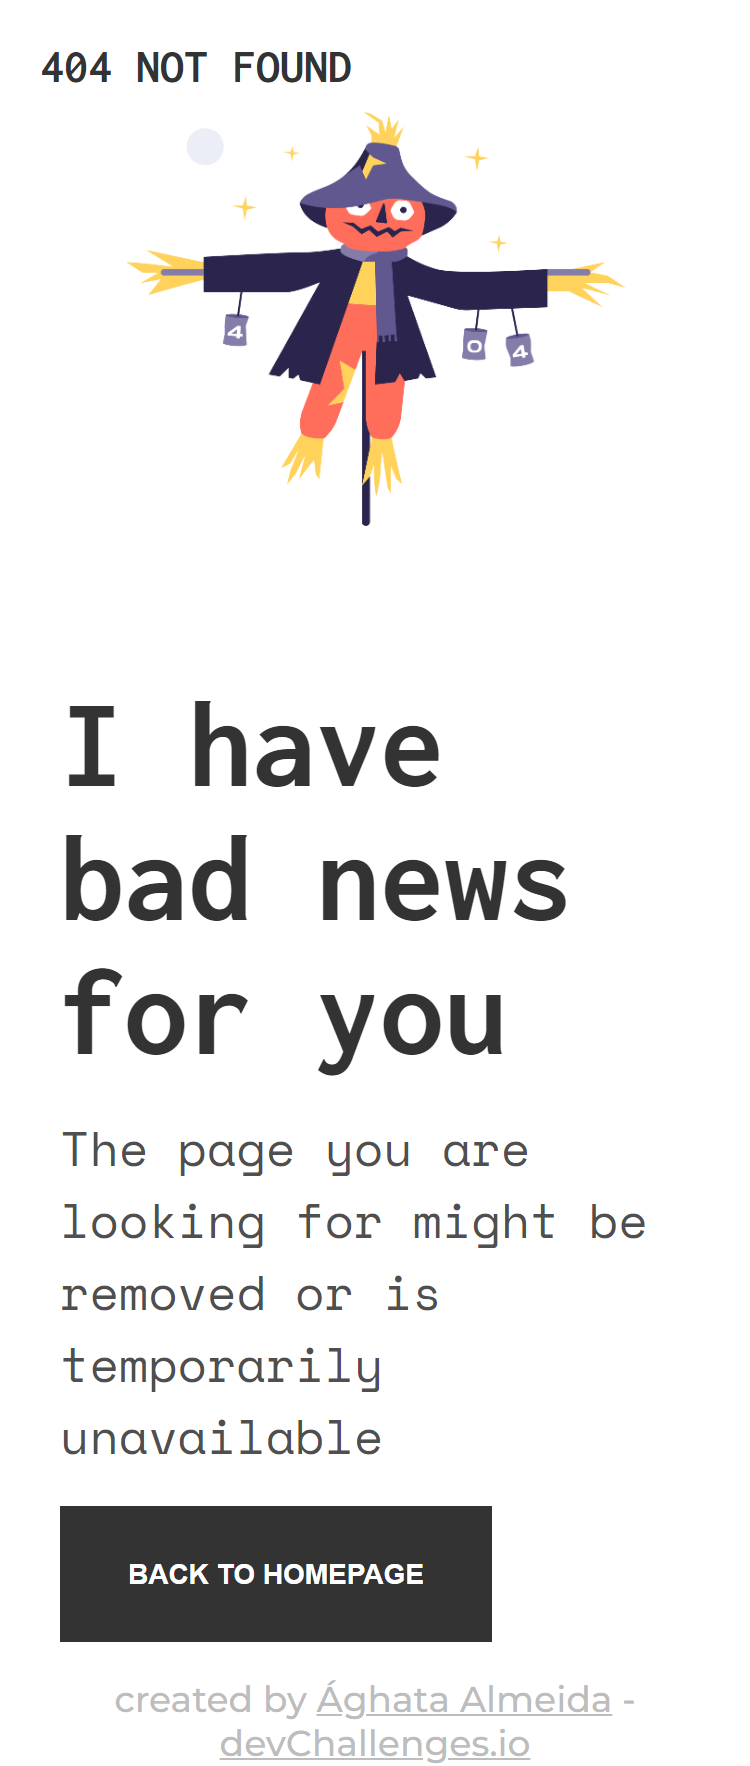 404 NOT FOUND
4
0
4
I have
bad news
for you
The page you are
looking for might be
removed or is
temporarily
unavailable
BACK TO HOMEPAGE
created by Ághata Almeida -
devChallenges.io